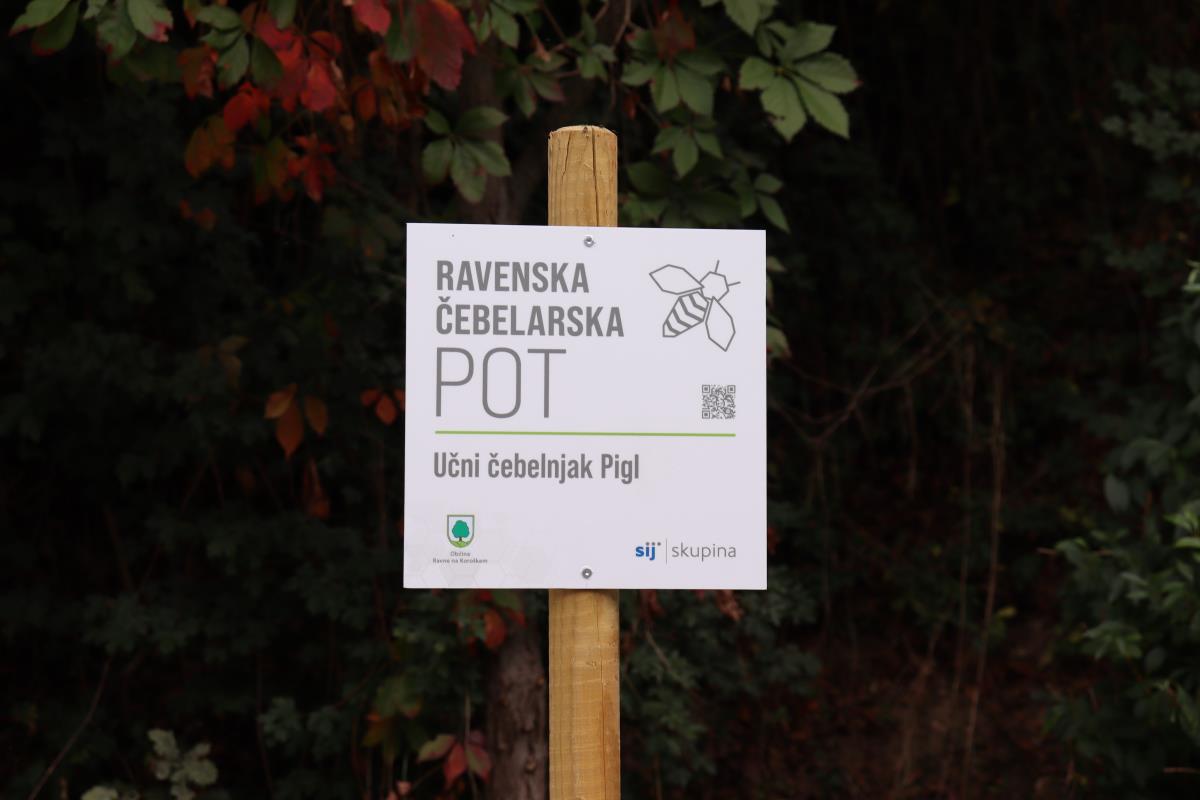 RAVENSKA
ČEBELARSKA
POT
Učni čebelnjak Pigl
Občina
Ravne na Koroškem
sij skupina